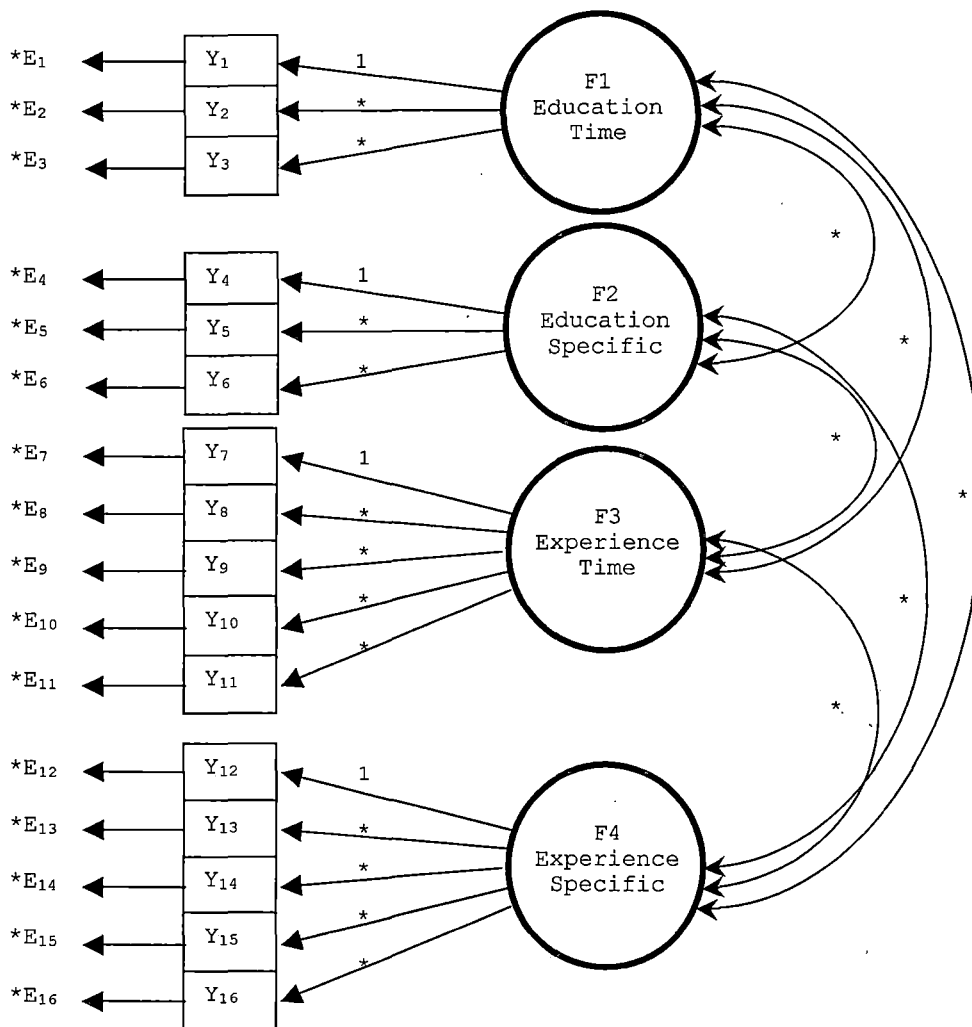 *E₁ Y₁ 1
*E₂ Y₂ *
*E₃ Y₃ *
F1
Education
Time
*
*E₄ Y₄ 1
*E₅ Y₅ *
*E₆ Y₆ *
F2
Education
Specific
*
*
*E₇ Y₇ 1
*E₈ Y₈ *
*E₉ Y₉ *
*E₁₀ Y₁₀ *
*E₁₁ Y₁₁ *
F3
Experience
Time
*
*
*
*E₁₂ Y₁₂ 1
*E₁₃ Y₁₃ *
*E₁₄ Y₁₄ *
*E₁₅ Y₁₅ *
*E₁₆ Y₁₆ *
F4
Experience
Specific